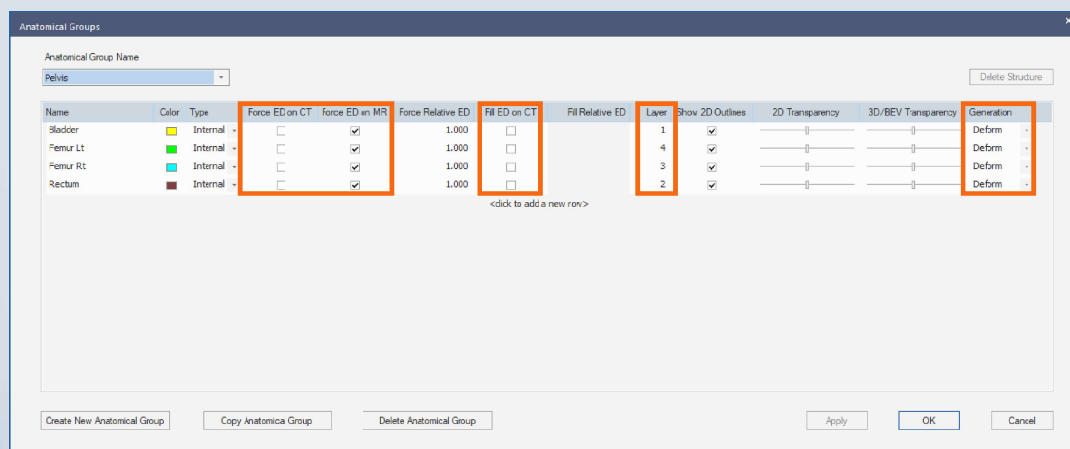 Anatomical Groups
Anatomical Group Name
Pelvis
Delete Structure
Name Color Type Force ED on CT Force ED on MR Force Relative ED Fill ED on CT Fill Relative ED Layer Show 2D Outlines 2D Transparency 3D/BEV Transparency Generation
Bladder Internal 1.000 1 Deform
Femur Lt Internal 1.000 4 Deform
Femur Rt Internal 1.000 3 Deform
Rectum Internal 1.000 2 Deform
<click to add a new row>
Create New Anatomical Group Copy Anatomica Group Delete Anatomical Group Apply OK Cancel